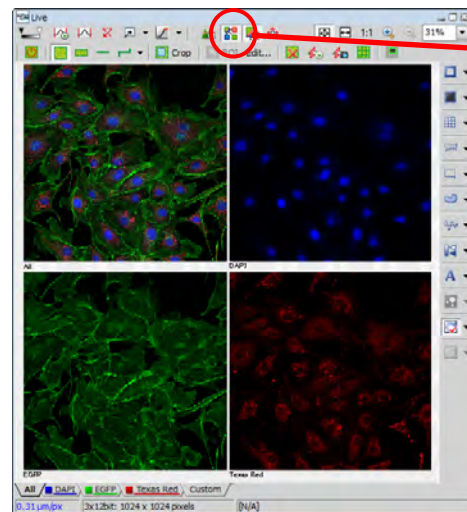 Live
1:1 31%
Crop
Edit...
All DAPI
EGFP Texas Red
A
All DAPI EGFP Texas Red Custom
0.31 µm/px 3x12bit: 1024 x 1024 pixels [N/A]